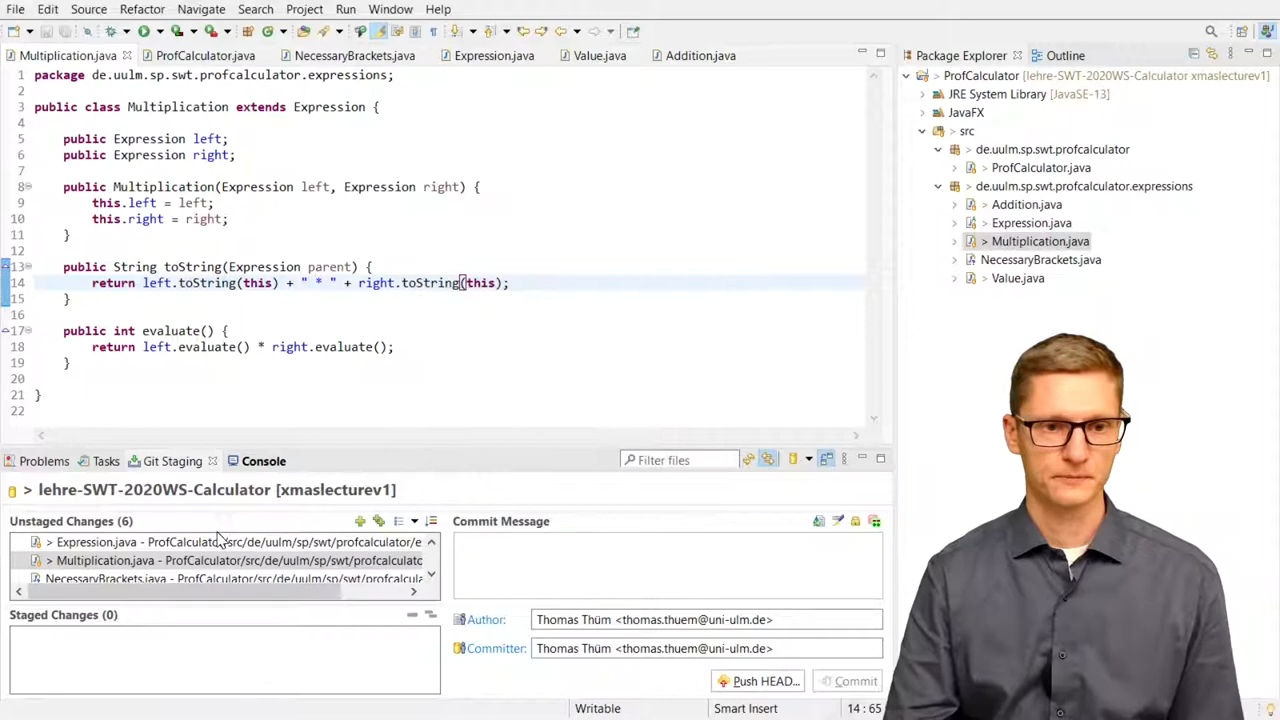 File Edit Source Refactor Navigate Search Project Run Window Help
Multiplication.java ProfCalculator.java NecessaryBrackets.java Expression.java Value.java Addition.java
1 package de.uulm.sp.swt.profcalculator.expressions;
2
3 public class Multiplication extends Expression {
4
5 public Expression left;
6 public Expression right;
7
8 public Multiplication(Expression left, Expression right) {
9 this.left = left;
10 this.right = right;
11 }
12
13 public String toString(Expression parent) {
14 return left.toString(this) + " * " + right.toString(this);
15 }
16
17 public int evaluate() {
18 return left.evaluate() * right.evaluate();
19 }
20
21 }
22
Package Explorer Outline
> ProfCalculator [lehre-SWT-2020WS-Calculator xmaslecturev1]
JRE System Library [JavaSE-13]
JavaFX
> src
> de.uulm.sp.swt.profcalculator
> ProfCalculator.java
> de.uulm.sp.swt.profcalculator.expressions
> Addition.java
> Expression.java
> Multiplication.java
NecessaryBrackets.java
> Value.java
Problems Tasks Git Staging Console
Filter files
> lehre-SWT-2020WS-Calculator [xmaslecturev1]
Unstaged Changes (6)
> Expression.java - ProfCalculator/src/de/uulm/sp/swt/profcalculator/e
> Multiplication.java - ProfCalculator/src/de/uulm/sp/swt/profcalculato
NecessaryBrackets.java - ProfCalculator/src/de/uulm/sp/swt/profcalcula
Staged Changes (0)
Commit Message
Author: Thomas Thüm <thomas.thuem@uni-ulm.de>
Committer: Thomas Thüm <thomas.thuem@uni-ulm.de>
Push HEAD... Commit
Writable Smart Insert 14 : 65